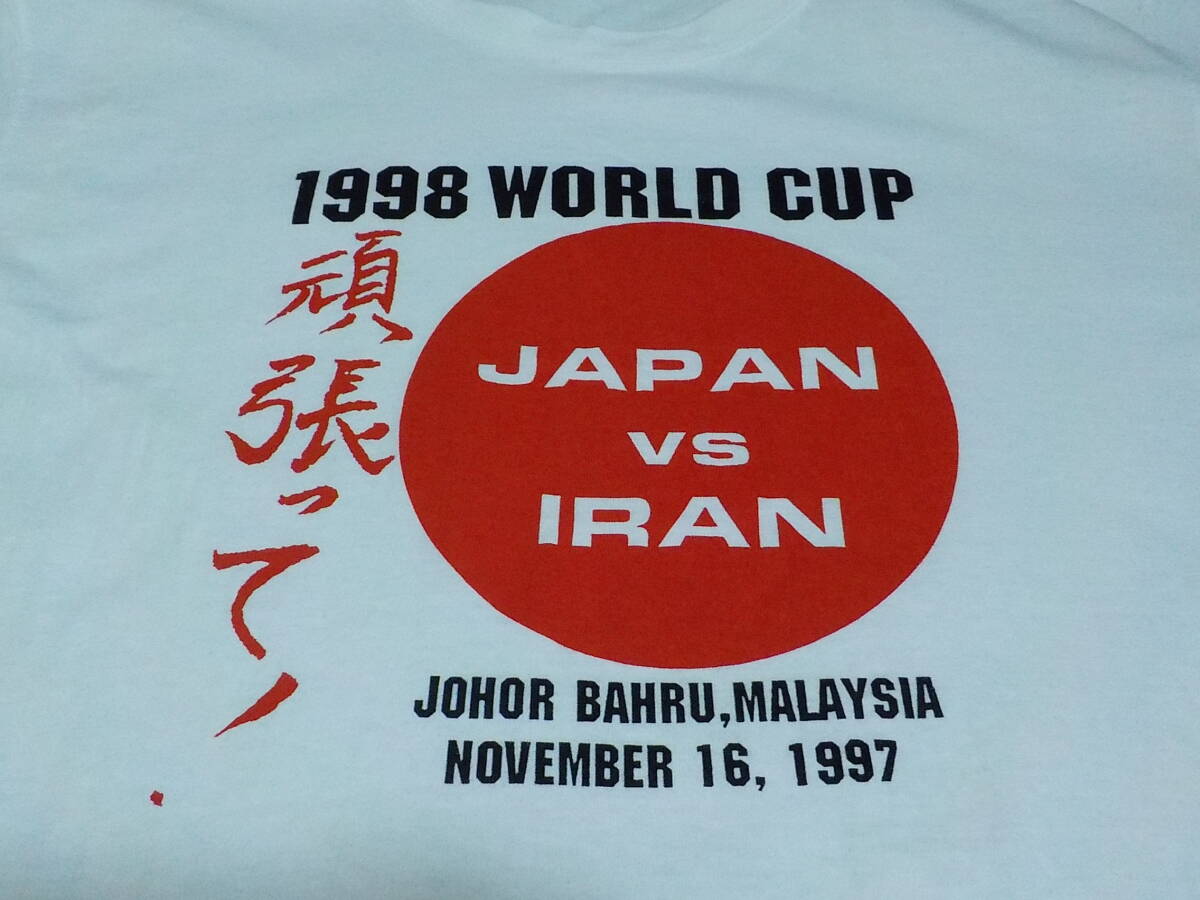 1998 WORLD CUP
頑張って!
JAPAN
VS
IRAN
JOHOR BAHRU,MALAYSIA
NOVEMBER 16, 1997